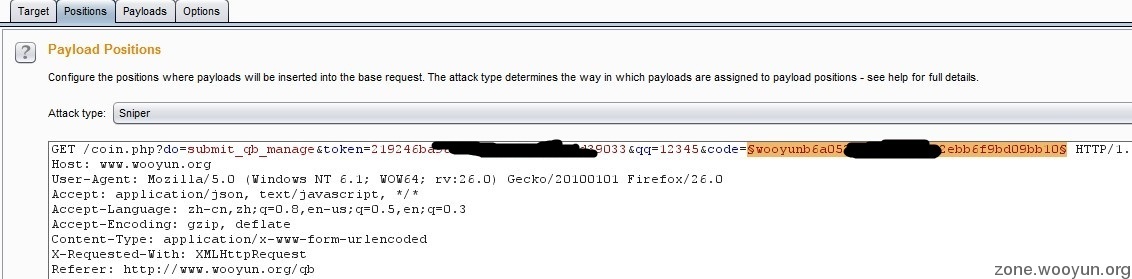 Target Positions Payloads Options
? Payload Positions
Configure the positions where payloads will be inserted into the base request. The attack type determines the way in which payloads are assigned to payload positions - see help for full details.
Attack type: Sniper
GET /coin.php?do=submit_qb_manage&token=219246ba 39033&qq=12345&code=§wooyunb6a05 2ebb6f9bd09bb10§ HTTP/1.
Host: www.wooyun.org
User-Agent: Mozilla/5.0 (Windows NT 6.1; WOW64; rv:26.0) Gecko/20100101 Firefox/26.0
Accept: application/json, text/javascript, */*
Accept-Language: zh-cn,zh;q=0.8,en-us;q=0.5,en;q=0.3
Accept-Encoding: gzip, deflate
Content-Type: application/x-www-form-urlencoded
X-Requested-With: XMLHttpRequest
Referer: http://www.wooyun.org/qb
zone.wooyun.org